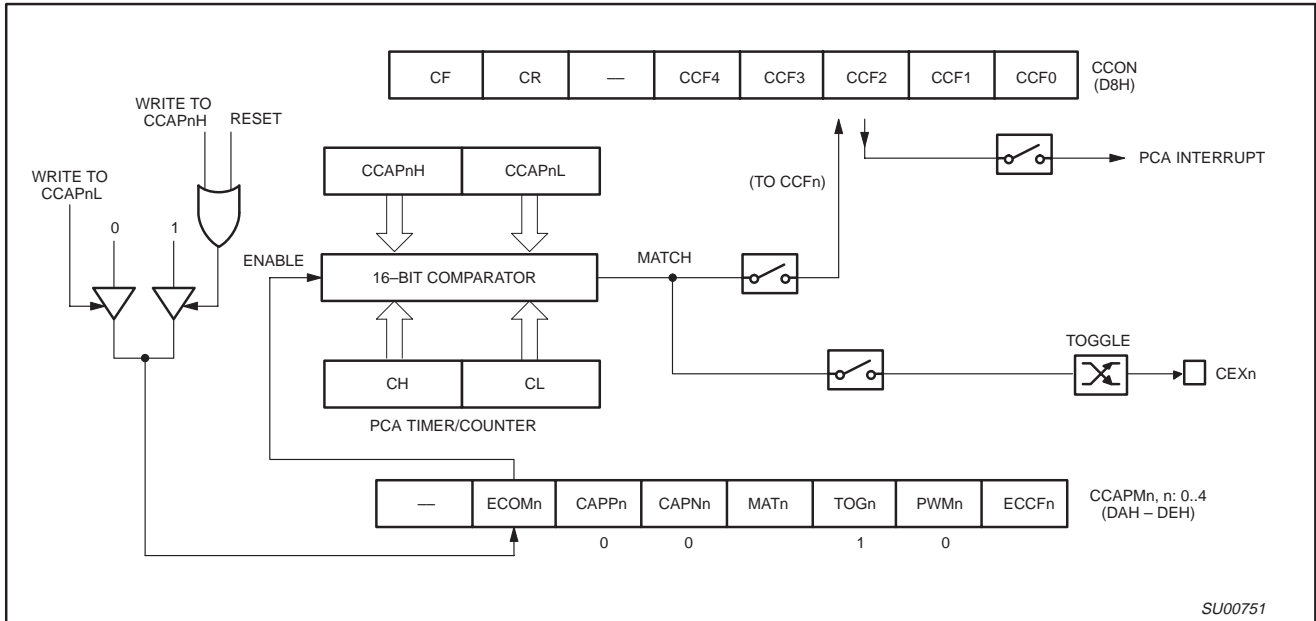 CF CR — CCF4 CCF3 CCF2 CCF1 CCF0
CCON
(D8H)
WRITE TO
CCAPnH
RESET
WRITE TO
CCAPnL
0 1
CCAPnH CCAPnL
(TO CCFn)
PCA INTERRUPT
ENABLE
16–BIT COMPARATOR
MATCH
CH CL
PCA TIMER/COUNTER
TOGGLE
CEXn
— ECOMn CAPPn CAPNn MATn TOGn PWMn ECCFn
CCAPMn, n: 0..4
(DAH – DEH)
0 0 1 0
SU00751